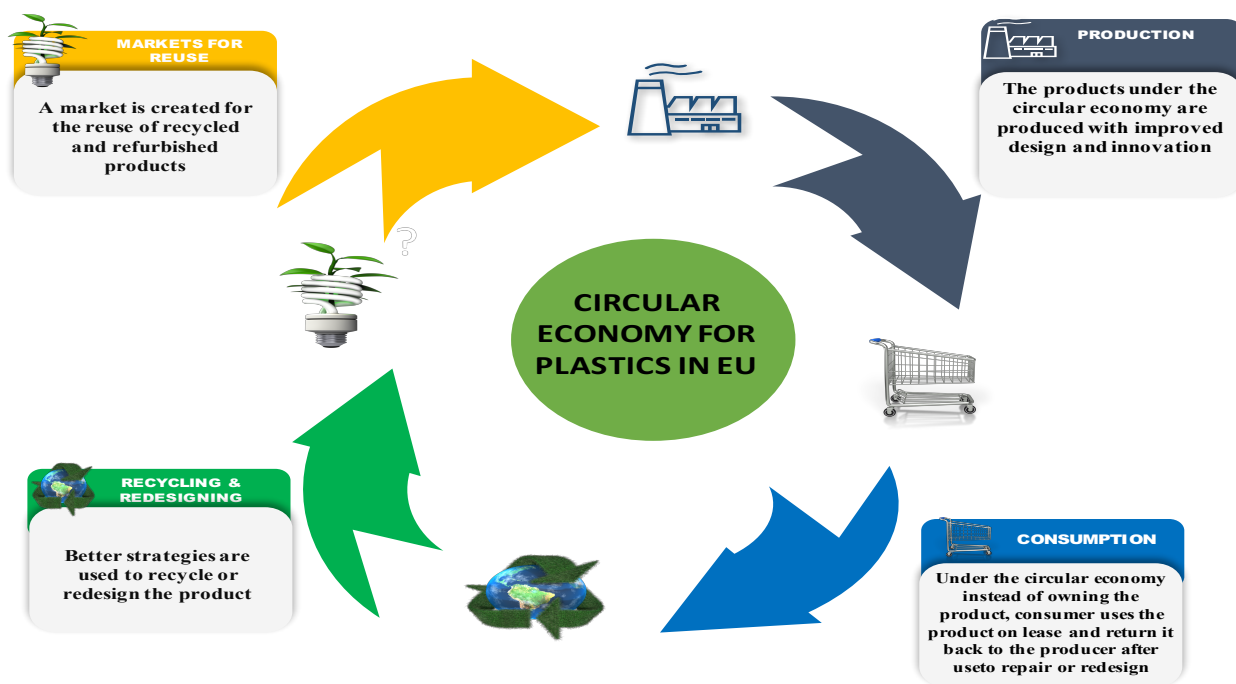 MARKETS FOR
REUSE
A market is created for
the reuse of recycled
and refurbished
products
PRODUCTION
The products under the
circular economy are
produced with improved
design and innovation
?
CIRCULAR
ECONOMY FOR
PLASTICS IN EU
RECYCLING &
REDESIGNING
Better strategies are
used to recycle or
redesign the product
CONSUMPTION
Under the circular economy
instead of owning the
product, consumer uses the
product on lease and return it
back to the producer after
useto repair or redesign